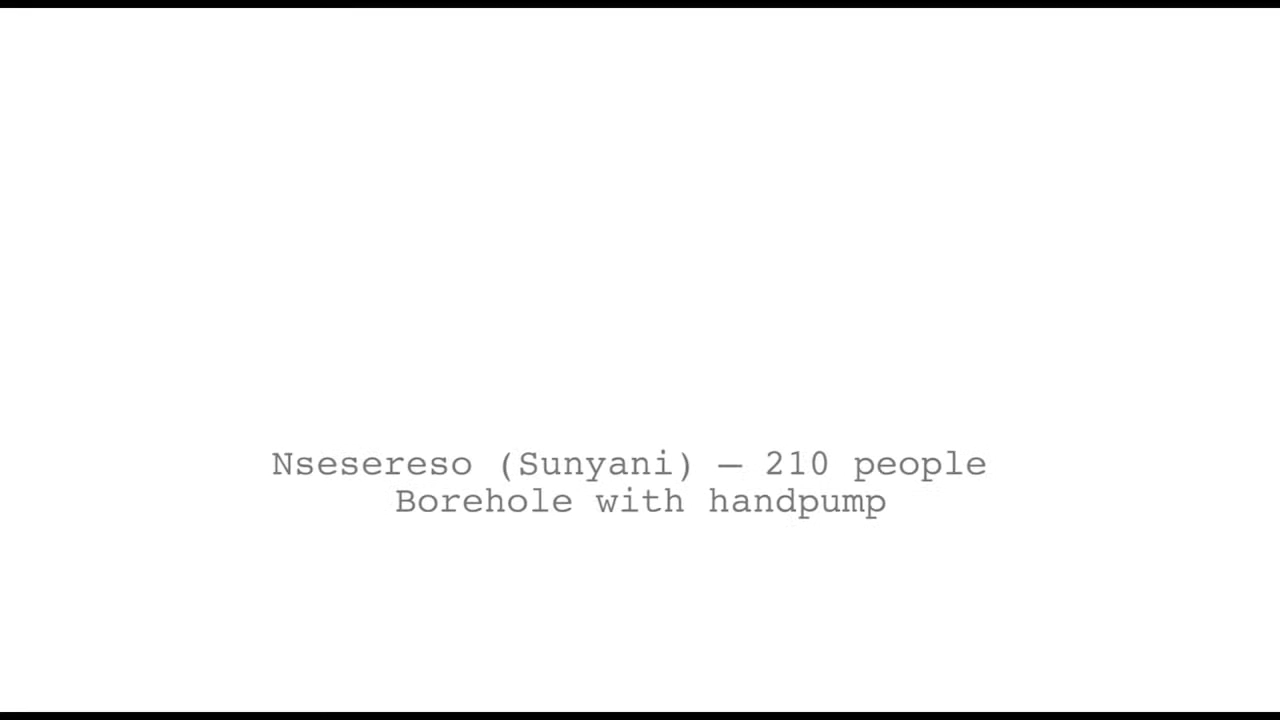 Nsesereso (Sunyani) – 210 people
Borehole with handpump